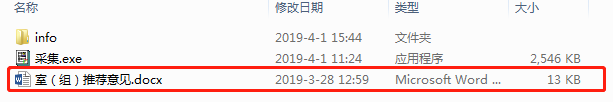 名称 修改日期 类型 大小
info 2019-4-1 15:44 文件夹
采集.exe 2019-4-1 11:24 应用程序 2,546 KB
室（组）推荐意见.docx 2019-3-28 12:59 Microsoft Word ... 13 KB